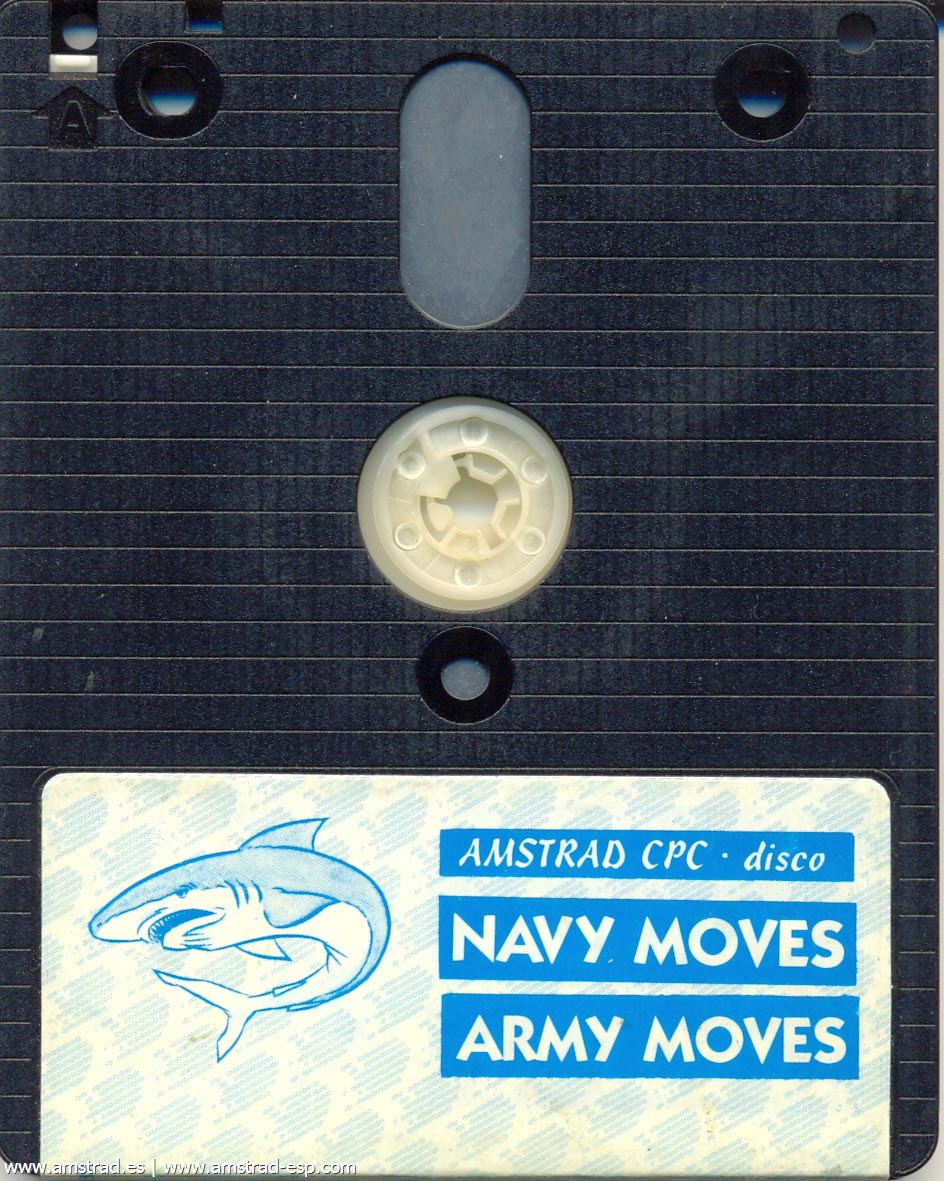 A
AMSTRAD CPC · disco
NAVY MOVES
ARMY MOVES
www.amstrad.es | www.amstrad-esp.com